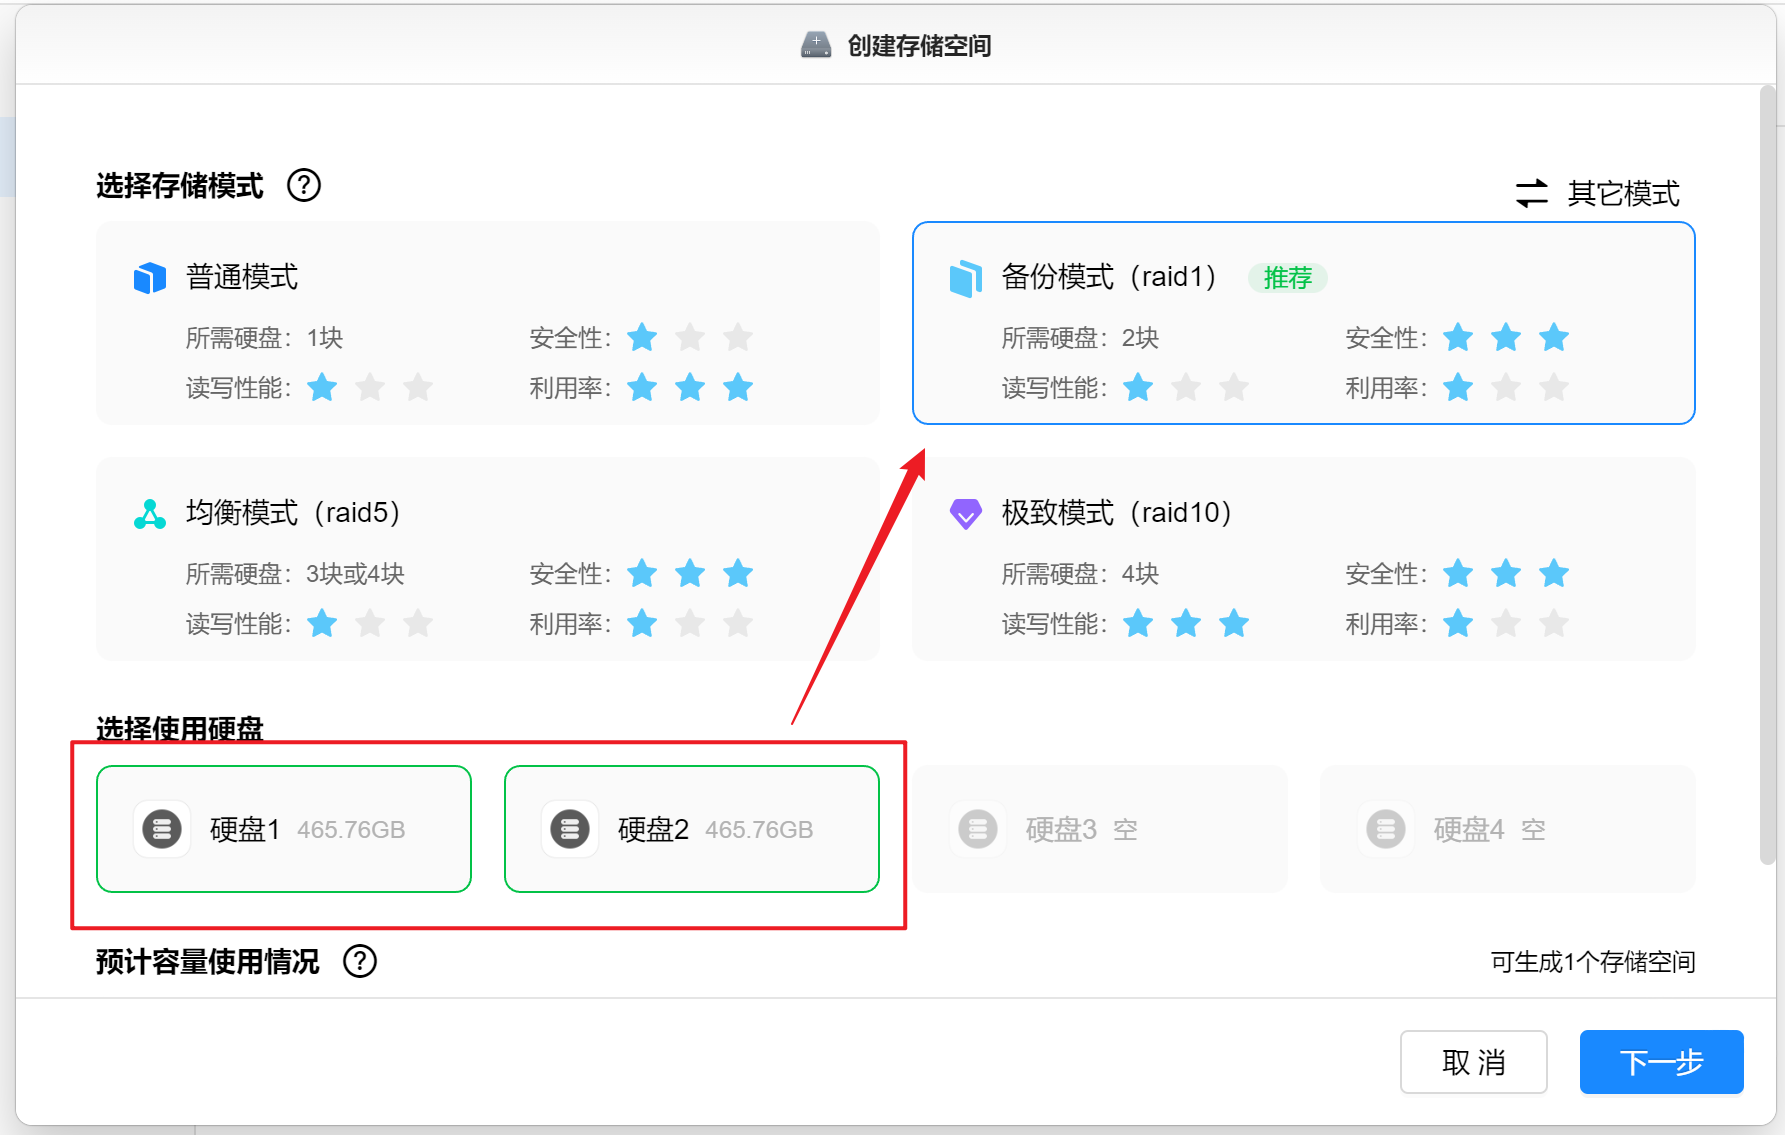 创建存储空间
选择存储模式 ?
其它模式
普通模式
所需硬盘：1块 安全性：
读写性能： 利用率：
备份模式（raid1） 推荐
所需硬盘：2块 安全性：
读写性能： 利用率：
均衡模式（raid5）
所需硬盘：3块或4块 安全性：
读写性能： 利用率：
极致模式（raid10）
所需硬盘：4块 安全性：
读写性能： 利用率：
选择使用硬盘
硬盘1 465.76GB
硬盘2 465.76GB
硬盘3 空
硬盘4 空
预计容量使用情况 ?
可生成1个存储空间
取 消
下一步